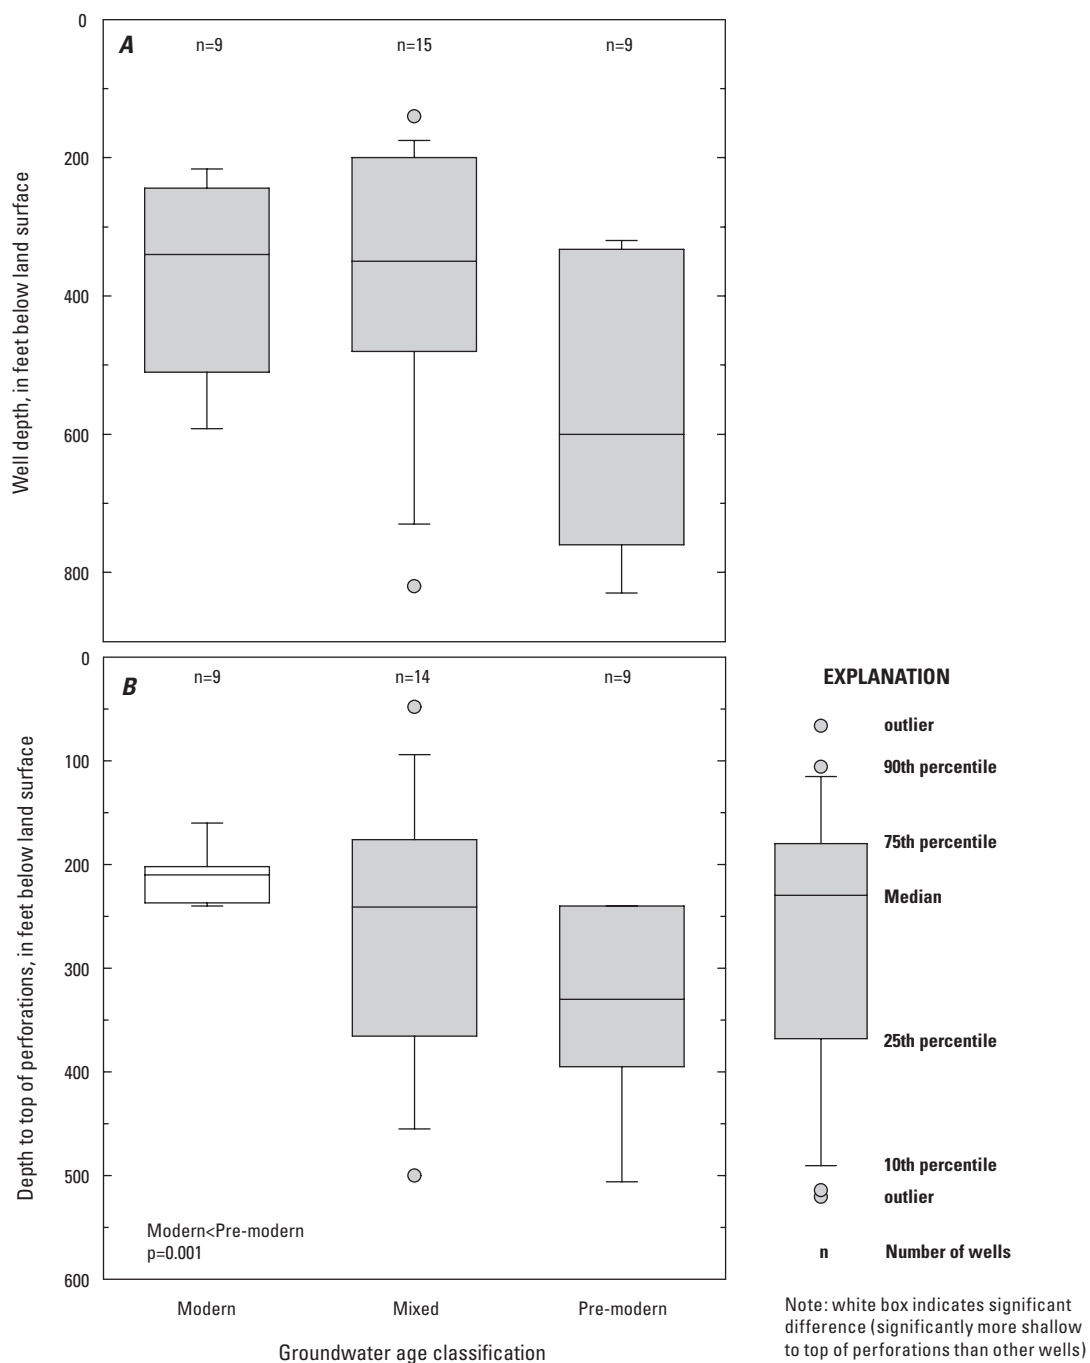 A
n=9
n=15
n=9
0
200
400
600
800
Well depth, in feet below land surface
B
n=9
n=14
n=9
0
100
200
300
400
500
600
Depth to top of perforations, in feet below land surface
Modern<Pre-modern
p=0.001
Modern
Mixed
Pre-modern
Groundwater age classification
EXPLANATION
outlier
90th percentile
75th percentile
Median
25th percentile
10th percentile
outlier
n Number of wells
Note: white box indicates significant
difference (significantly more shallow
to top of perforations than other wells)